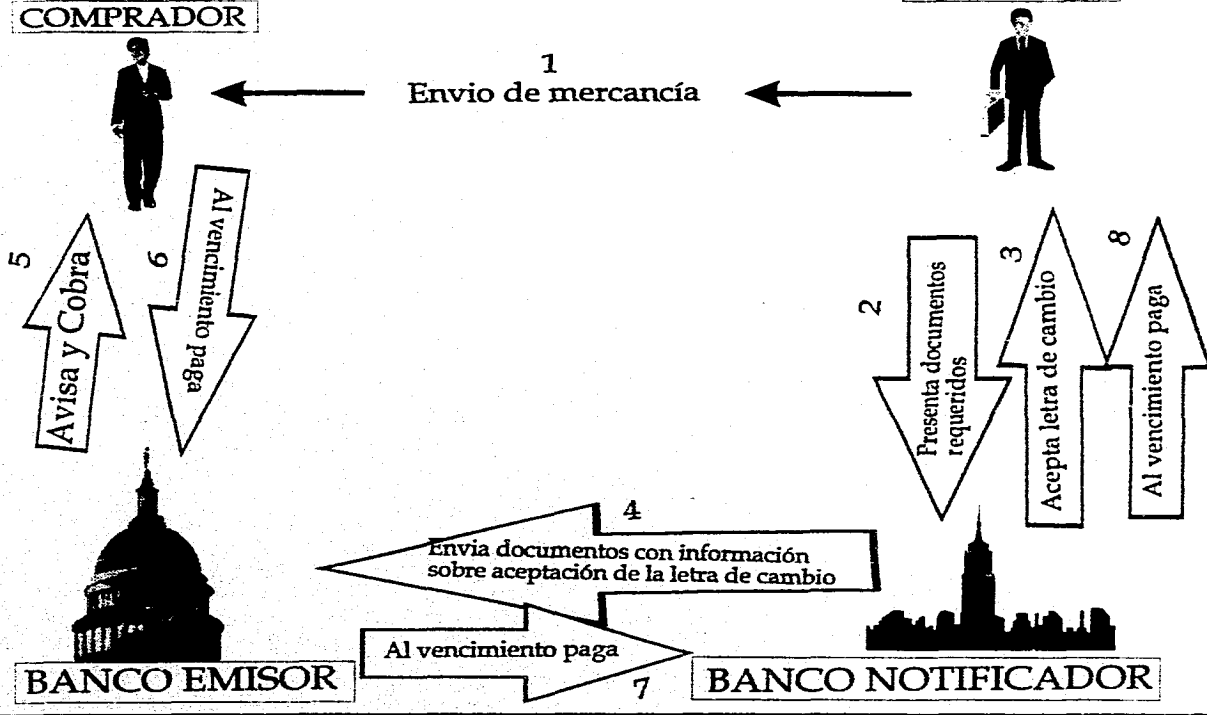 COMPRADOR
1
Envio de mercancía
5
Avisa y Cobra
6
Al vencimiento paga
2
Presenta documentos
requeridos
3
Acepta letra de cambio
8
Al vencimiento paga
4
Envia documentos con información
sobre aceptación de la letra de cambio
Al vencimiento paga
7
BANCO EMISOR
BANCO NOTIFICADOR